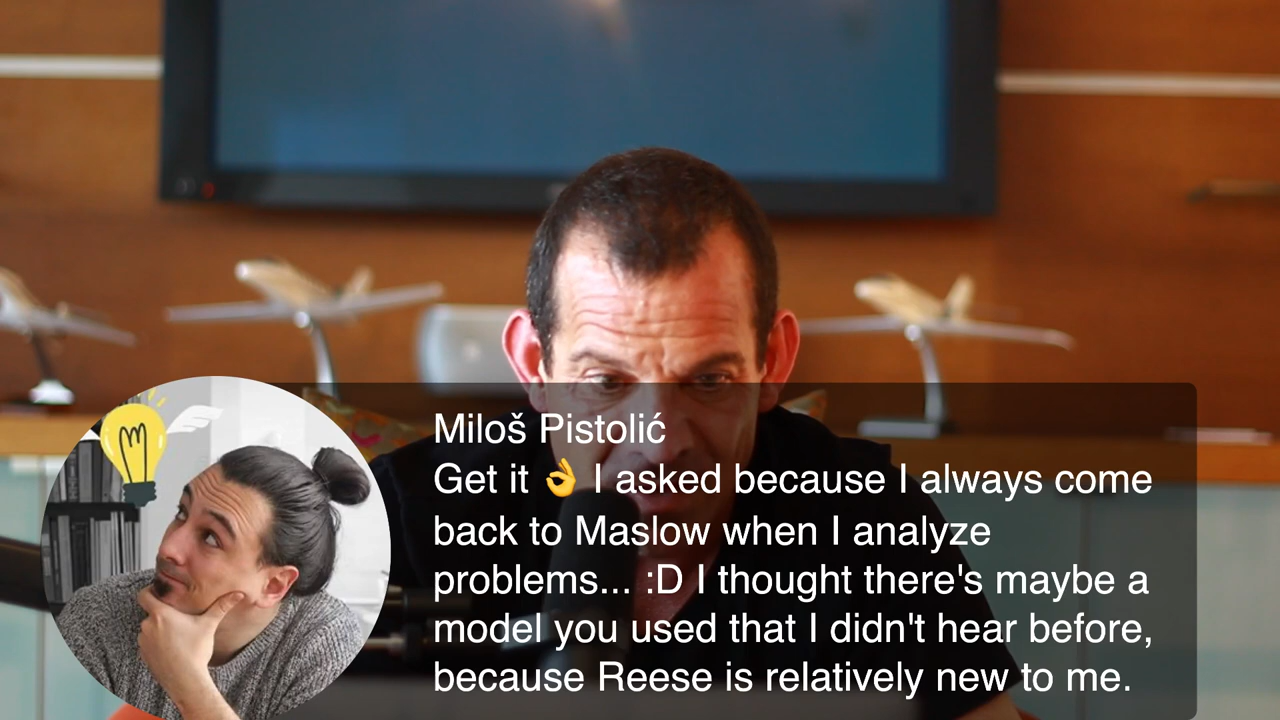 Miloš Pistolić
Get it 👌 I asked because I always come
back to Maslow when I analyze
problems... :D I thought there's maybe a
model you used that I didn't hear before,
because Reese is relatively new to me.